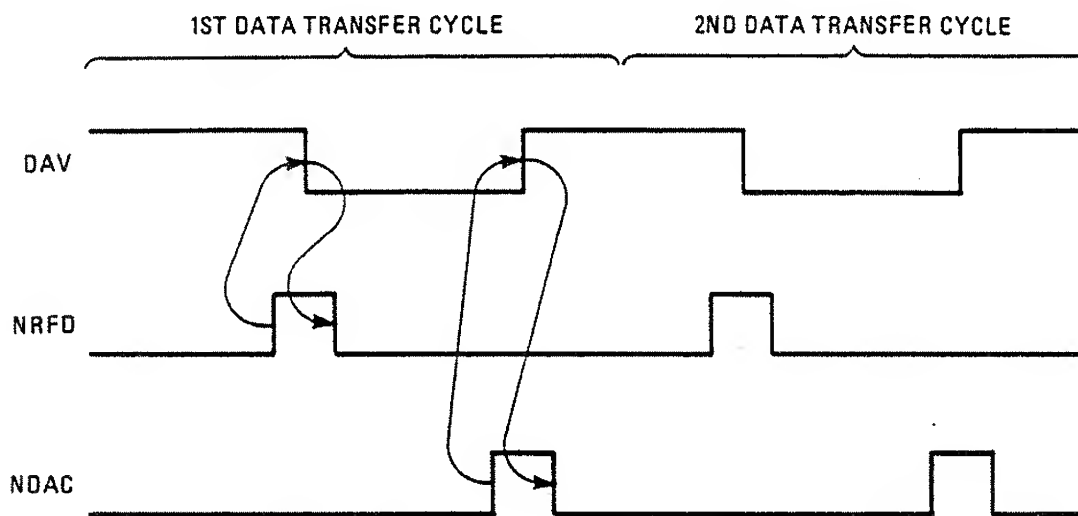 1ST DATA TRANSFER CYCLE
2ND DATA TRANSFER CYCLE
DAV
NRFD
NDAC